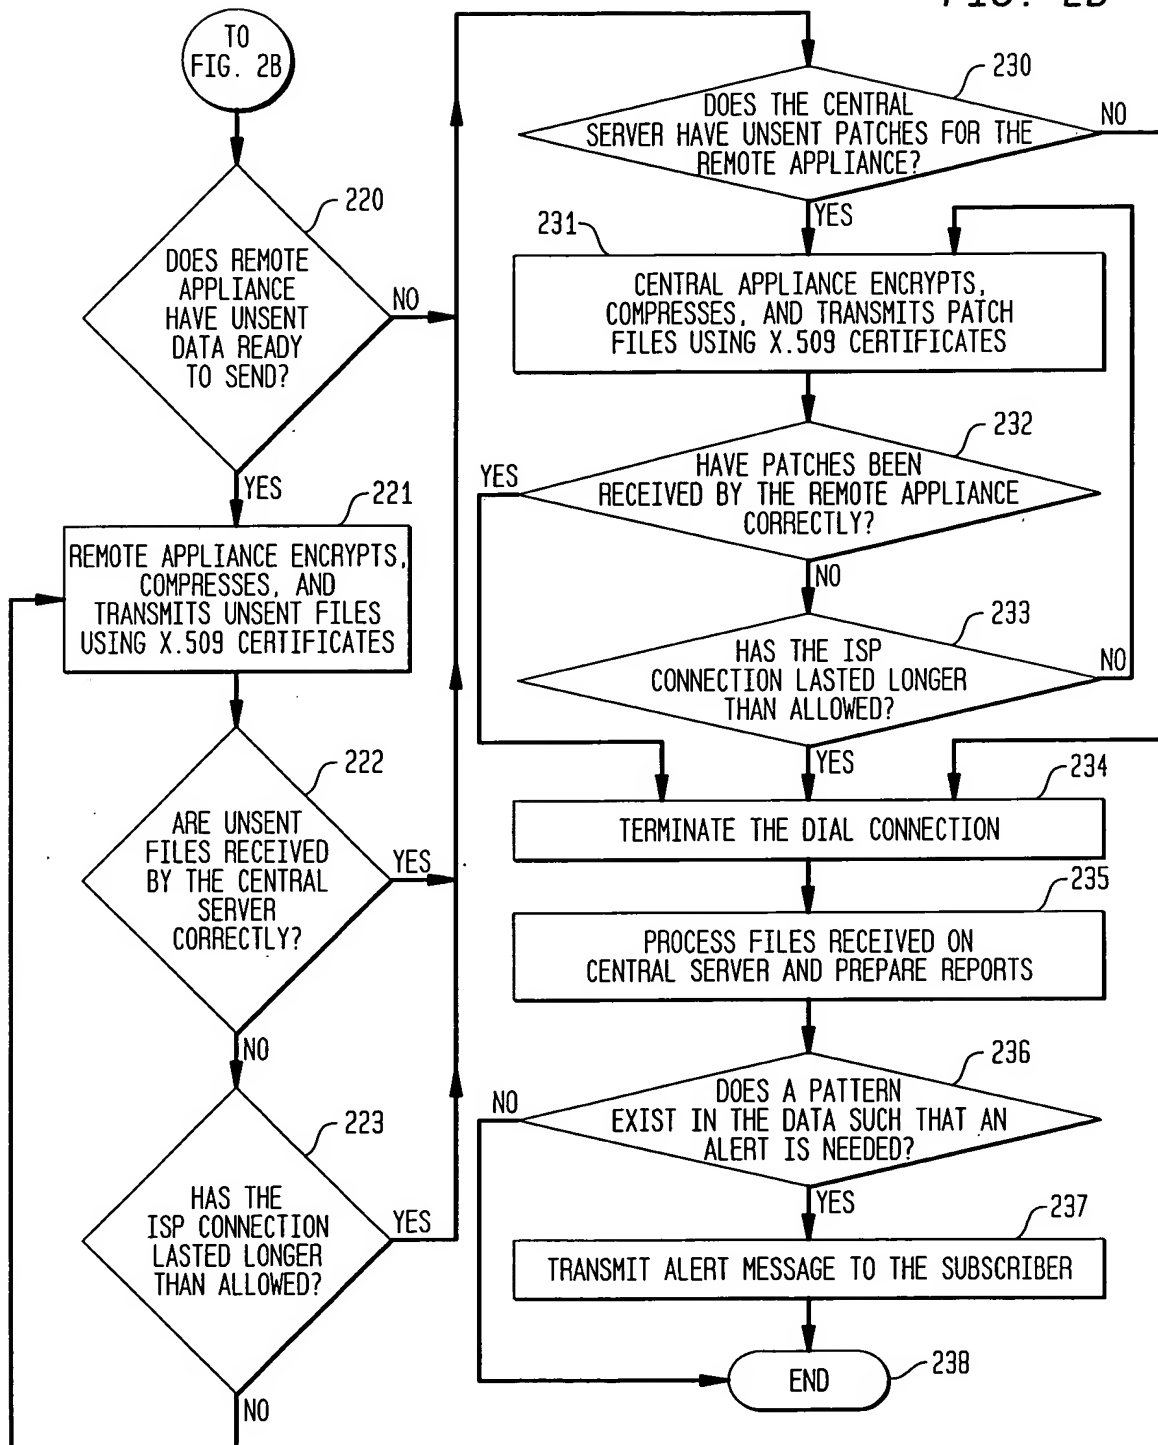 FIG. 2B
TO
FIG. 2B
220
DOES REMOTE
APPLIANCE
HAVE UNSENT
DATA READY
TO SEND?
NO
YES
221
REMOTE APPLIANCE ENCRYPTS,
COMPRESSES, AND
TRANSMITS UNSENT FILES
USING X.509 CERTIFICATES
222
ARE UNSENT
FILES RECEIVED
BY THE CENTRAL
SERVER
CORRECTLY?
YES
NO
223
HAS THE
ISP CONNECTION
LASTED LONGER
THAN ALLOWED?
YES
NO
230
DOES THE CENTRAL
SERVER HAVE UNSENT PATCHES FOR THE
REMOTE APPLIANCE?
NO
YES
231
CENTRAL APPLIANCE ENCRYPTS,
COMPRESSES, AND TRANSMITS PATCH
FILES USING X.509 CERTIFICATES
232
HAVE PATCHES BEEN
RECEIVED BY THE REMOTE APPLIANCE
CORRECTLY?
YES
NO
233
HAS THE ISP
CONNECTION LASTED LONGER
THAN ALLOWED?
NO
YES
234
TERMINATE THE DIAL CONNECTION
235
PROCESS FILES RECEIVED ON
CENTRAL SERVER AND PREPARE REPORTS
236
DOES A PATTERN
EXIST IN THE DATA SUCH THAT AN
ALERT IS NEEDED?
NO
YES
237
TRANSMIT ALERT MESSAGE TO THE SUBSCRIBER
END
238